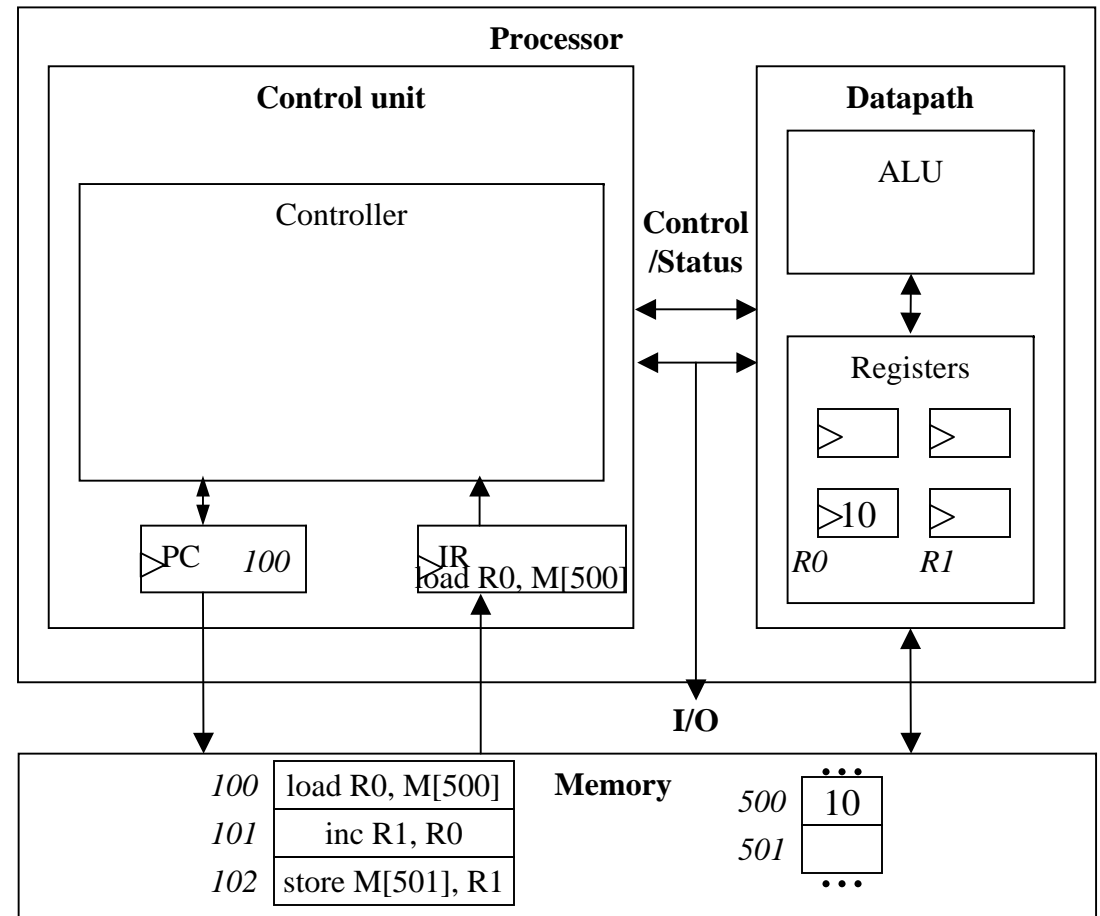 Processor
Control unit
Datapath
ALU
Controller
Control
/Status
Registers
10
R0 R1
PC 100
IR
load R0, M[500]
I/O
Memory
100 load R0, M[500]
101 inc R1, R0
102 store M[501], R1
...
500 10
501
...